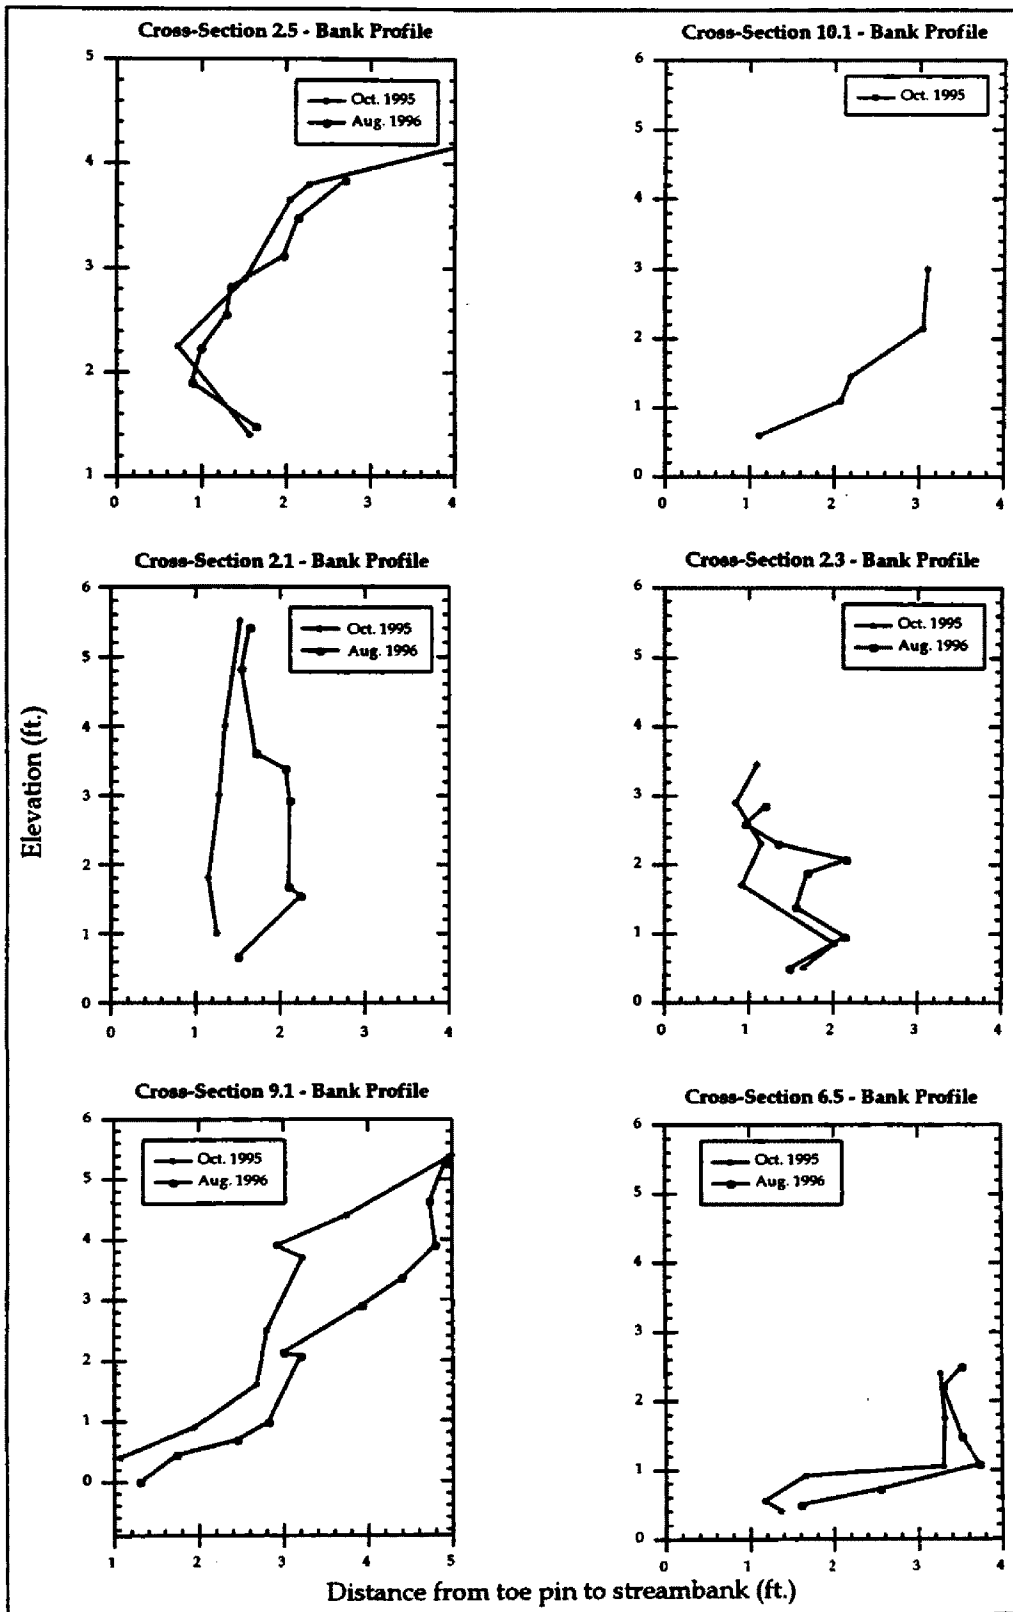 Cross-Section 2.5 - Bank Profile
5
4
3
2
1
0 1 2 3 4
Oct. 1995
Aug. 1996
Cross-Section 10.1 - Bank Profile
6
5
4
3
2
1
0
0 1 2 3 4
Oct. 1995
Cross-Section 2.1 - Bank Profile
6
5
4
3
2
1
0
0 1 2 3 4
Oct. 1995
Aug. 1996
Cross-Section 2.3 - Bank Profile
6
5
4
3
2
1
0
0 1 2 3 4
Oct. 1995
Aug. 1996
Elevation (ft.)
Cross-Section 9.1 - Bank Profile
6
5
4
3
2
1
0
1 2 3 4 5
Oct. 1995
Aug. 1996
Cross-Section 6.5 - Bank Profile
6
5
4
3
2
1
0
0 1 2 3 4
Oct. 1995
Aug. 1996
Distance from toe pin to streambank (ft.)